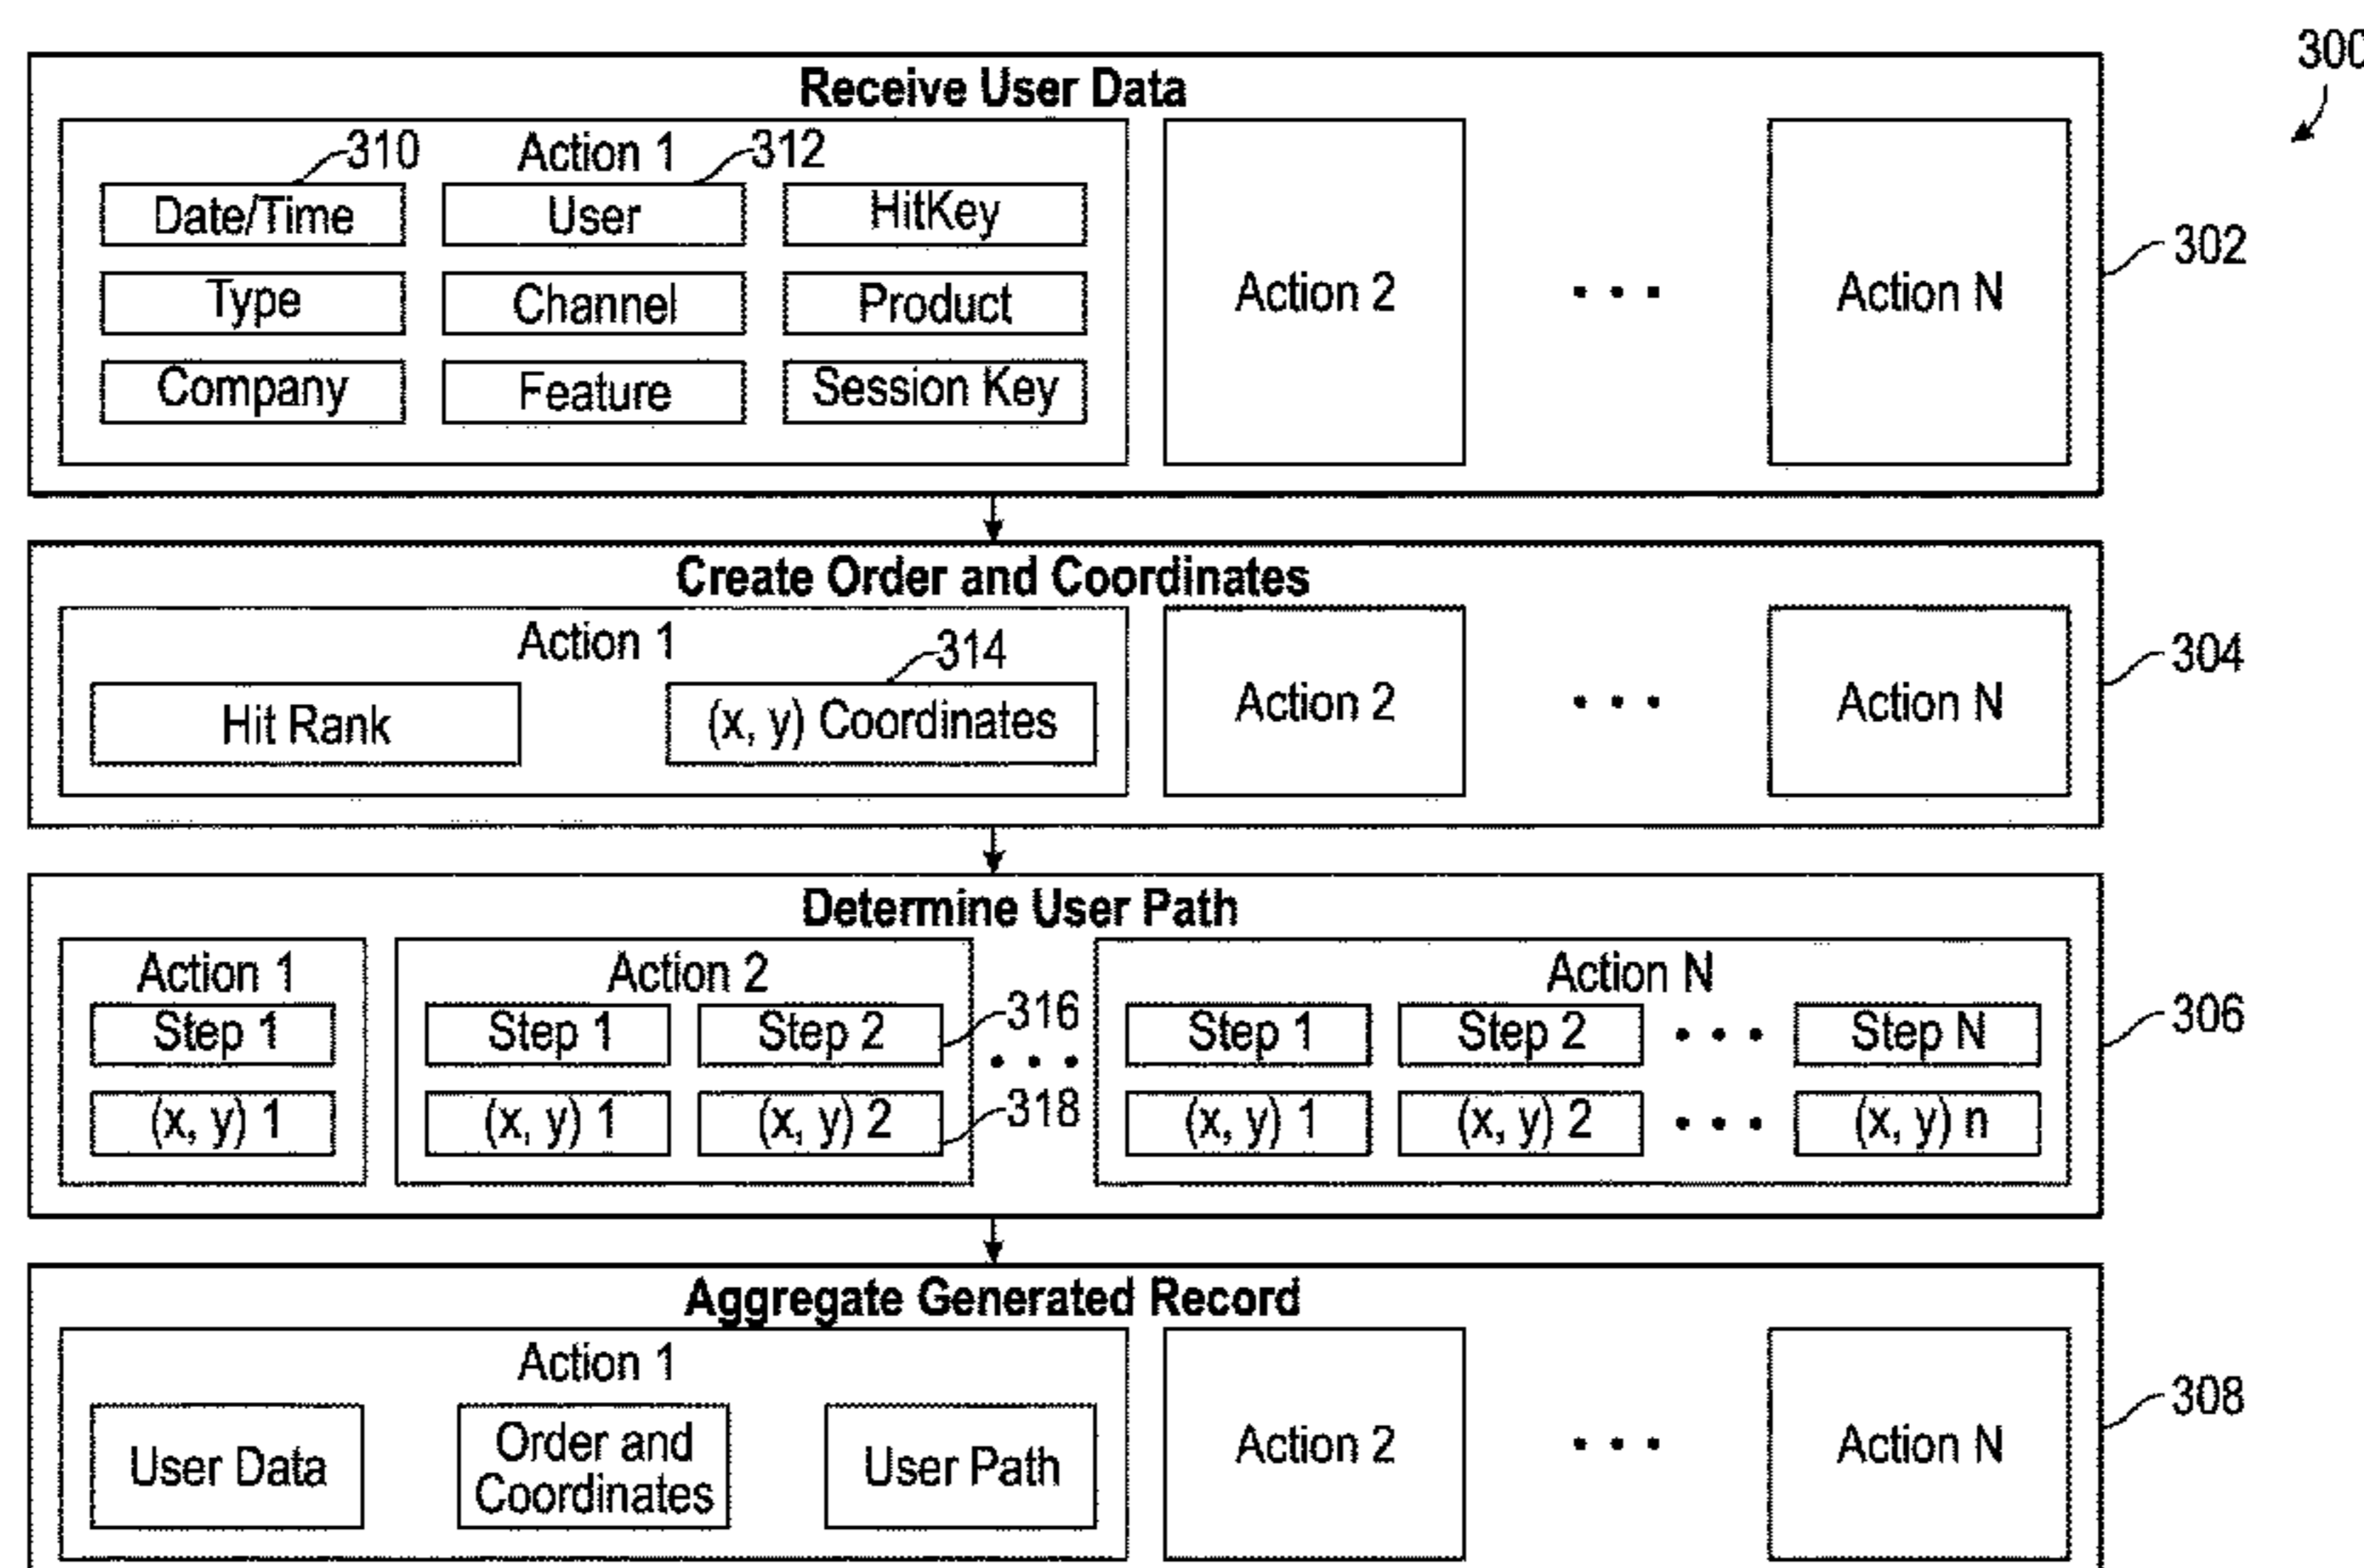 300
Receive User Data
Action 1
310
312
Date/Time
User
HitKey
Type
Channel
Product
Company
Feature
Session Key
Action 2
• • •
Action N
302
Create Order and Coordinates
Action 1
314
Hit Rank
(x, y) Coordinates
Action 2
• • •
Action N
304
Determine User Path
Action 1
Step 1
(x, y) 1
Action 2
Step 1
Step 2
316
(x, y) 1
(x, y) 2
318
• • •
Action N
Step 1
Step 2
• • •
Step N
(x, y) 1
(x, y) 2
• • •
(x, y) n
306
Aggregate Generated Record
Action 1
User Data
Order and
Coordinates
User Path
Action 2
• • •
Action N
308